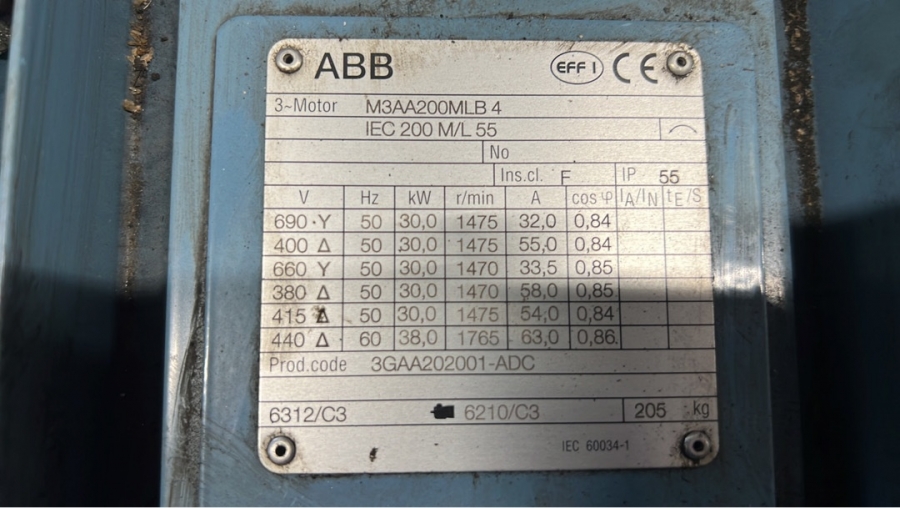 ABB EFF I CE
3~Motor M3AA200MLB 4
IEC 200 M/L 55
No
Ins.cl. F IP 55
V Hz kW r/min A cos φ IA/IN tE/S
690 Y 50 30,0 1475 32,0 0,84
400 Δ 50 30,0 1475 55,0 0,84
660 Y 50 30,0 1470 33,5 0,85
380 Δ 50 30,0 1470 58,0 0,85
415 Δ 50 30,0 1475 54,0 0,84
440 Δ 60 38,0 1765 63,0 0,86
Prod.code 3GAA202001-ADC
6312/C3 6210/C3 205 kg
IEC 60034-1